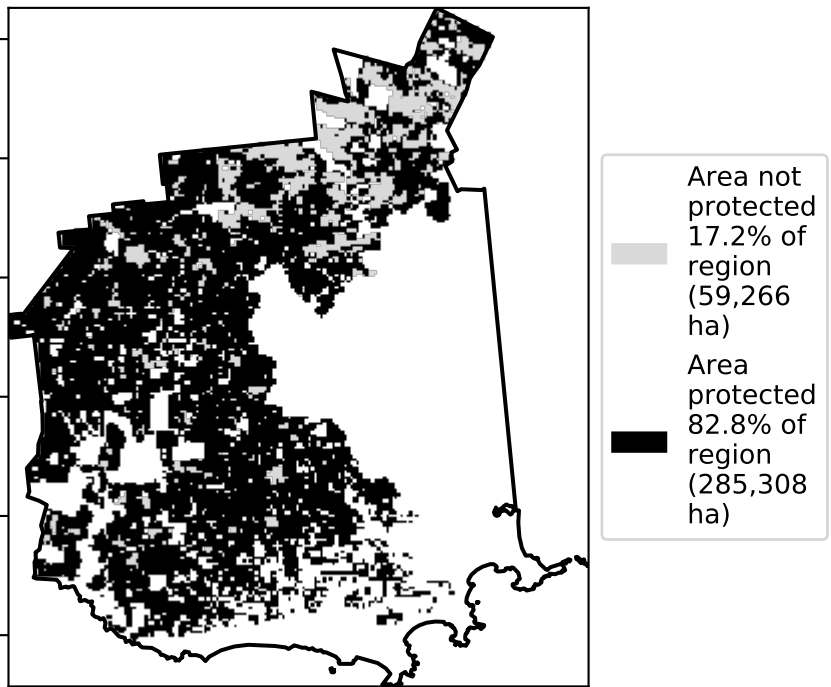 Area not
protected
17.2% of
region
(59,266
ha)
Area
protected
82.8% of
region
(285,308
ha)